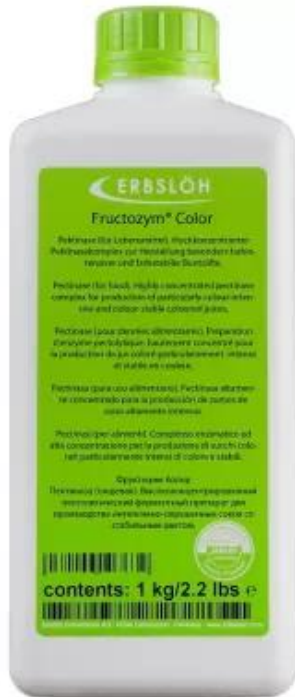 ERBSLÖH
Fructozym® Color
Pektinase (für Lebensmittel). Hochkonzentrierter
Pektinasekomplex zur Herstellung besonders
und farbstabiler
Pectinase (for food). Highly concentrated pectinase
complex for production of particularly colour-inten-
sive and colour-stable coloured juices.
Pectinase (pour denrées alimentaires). Préparation
d'enzyme pectolytique, hautement concentré pour
la production de jus coloré particulièrement intense
et stable en couleur.
Pectinasa (para uso alimentario). Pectinasa altamen-
te concentrado para la producción de zumos de
color altamente intenso.
Pectinasi (per alimenti). Complesso enzimatico ad
alta concentrazione per la produzione di succhi colo-
rati particolarmente intensi di colore e stabili.
Фруктозим Колор
Пектиназа (пищевая). Высококонцентрированный
ферментный препарат для
производства интенсивно-окрашенных соков со
стабильным цветом.
contents: 1 kg/2.2 lbs e